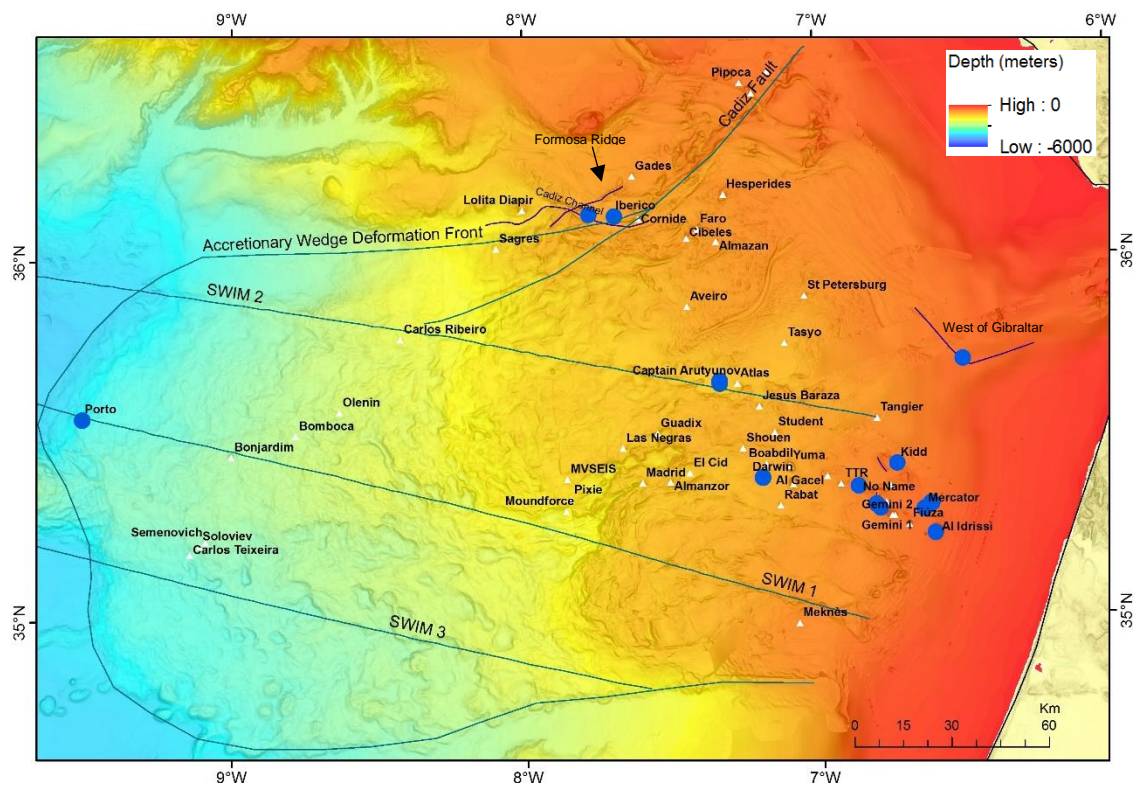 9°W
8°W
7°W
6°W
Depth (meters)
High : 0
Low : -6000
Pipoca
Cadiz Fault
Formosa Ridge
Gades
Hesperides
Cadiz Channel
Lolita Diapir
Iberico
Cornide
Faro
Cibeles
Almazan
Accretionary Wedge Deformation Front
Sagres
36°N
36°N
SWIM 2
St Petersburg
Aveiro
West of Gibraltar
Carlos Ribeiro
Tasyo
Captain Arutyunov
Atlas
Jesus Baraza
Tangier
Porto
Olenin
Bomboca
Bonjardim
Guadix
Student
Las Negras
Shouen
Boabdil
Yuma
Kidd
MVSEIS
El Cid
Madrid
Darwin
TTR
Pixie
Almanzor
Al Gacel
No Name
Moundforce
Rabat
Mercator
Gemini 2
Fiuza
Gemini 1
Al Idrissi
Semenovich
Soloviev
Carlos Teixeira
SWIM 1
Meknes
35°N
35°N
SWIM 3
Km
0 15 30 60
9°W
8°W
7°W